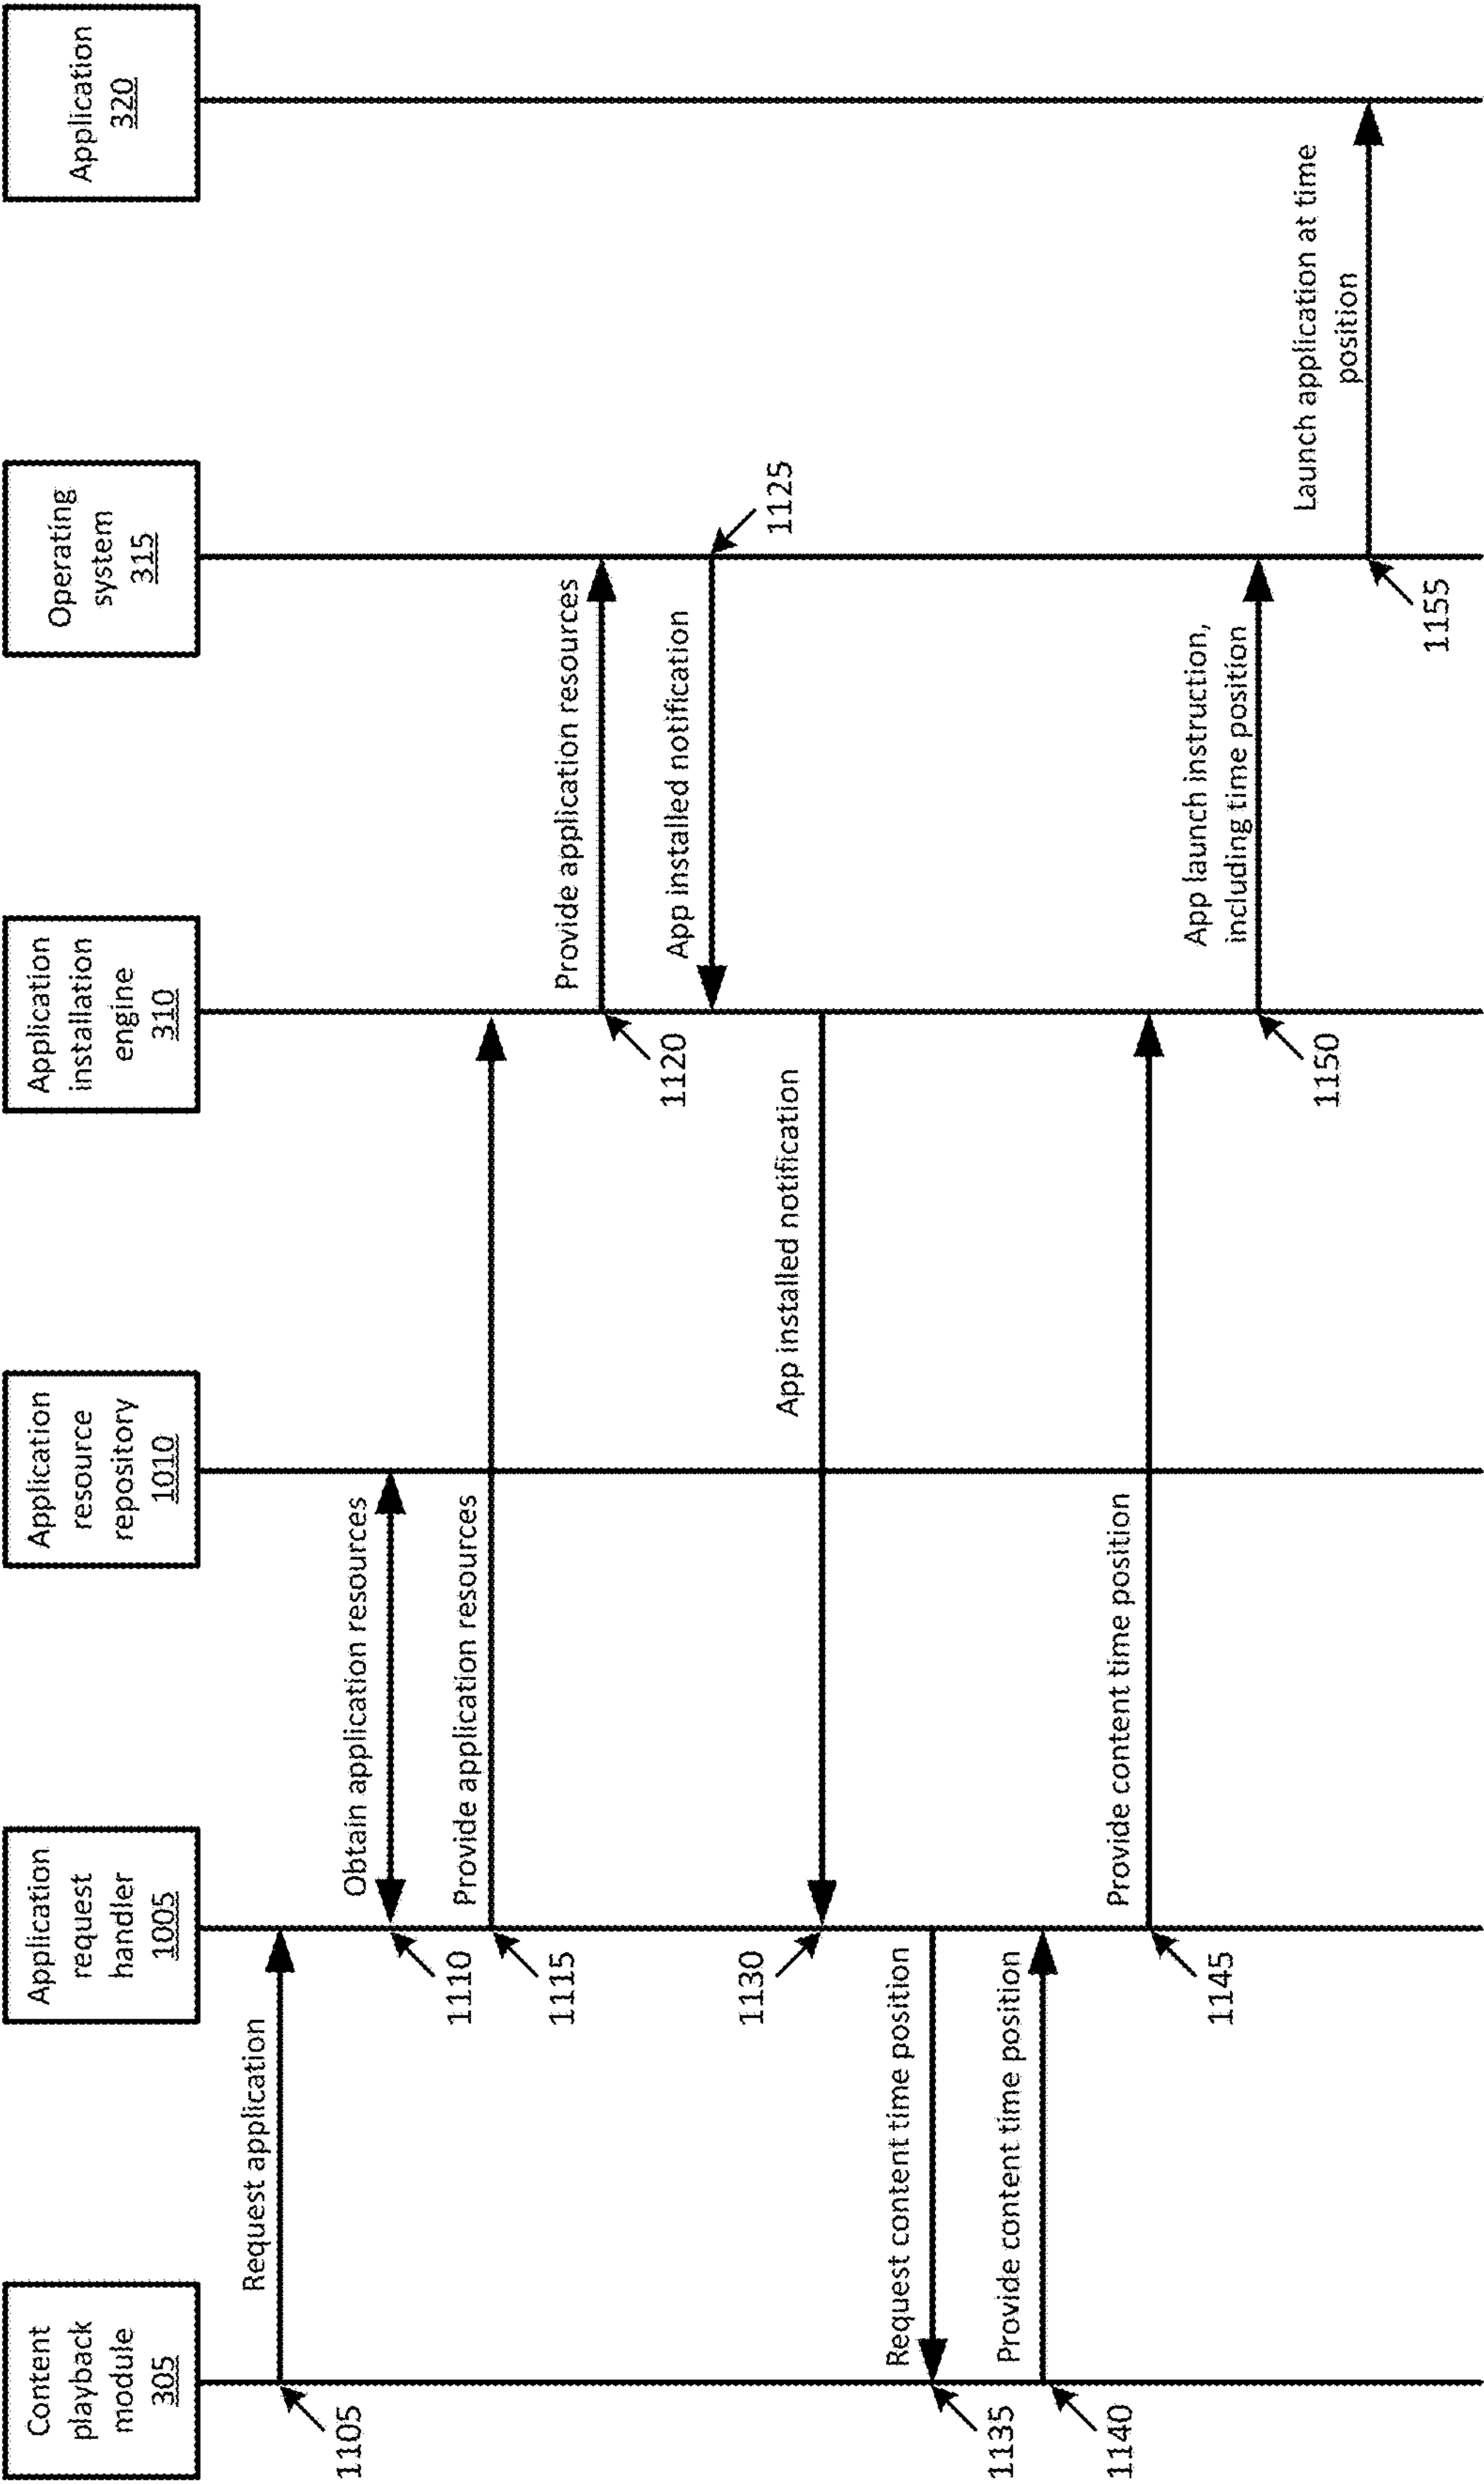 Content
playback
module
305
Application
request
handler
1005
Application
resource
repository
1010
Application
installation
engine
310
Operating
system
315
Application
320
Request application
1105
Obtain application resources
1110
Provide application resources
1115
Provide application resources
1120
App installed notification
1125
App installed notification
1130
Request content time position
1135
Provide content time position
1140
Provide content time position
1145
App launch instruction,
including time position
1150
Launch application at time
position
1155